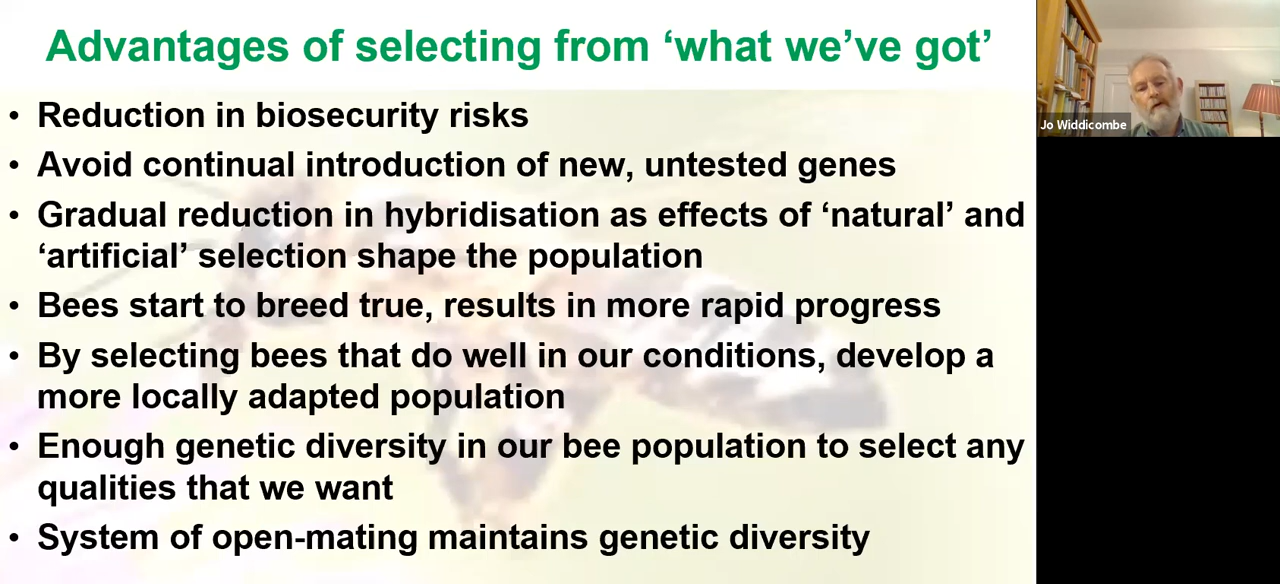 Advantages of selecting from ‘what we’ve got’
• Reduction in biosecurity risks
• Avoid continual introduction of new, untested genes
• Gradual reduction in hybridisation as effects of ‘natural’ and
‘artificial’ selection shape the population
• Bees start to breed true, results in more rapid progress
• By selecting bees that do well in our conditions, develop a
more locally adapted population
• Enough genetic diversity in our bee population to select any
qualities that we want
• System of open-mating maintains genetic diversity
Jo Widdicombe